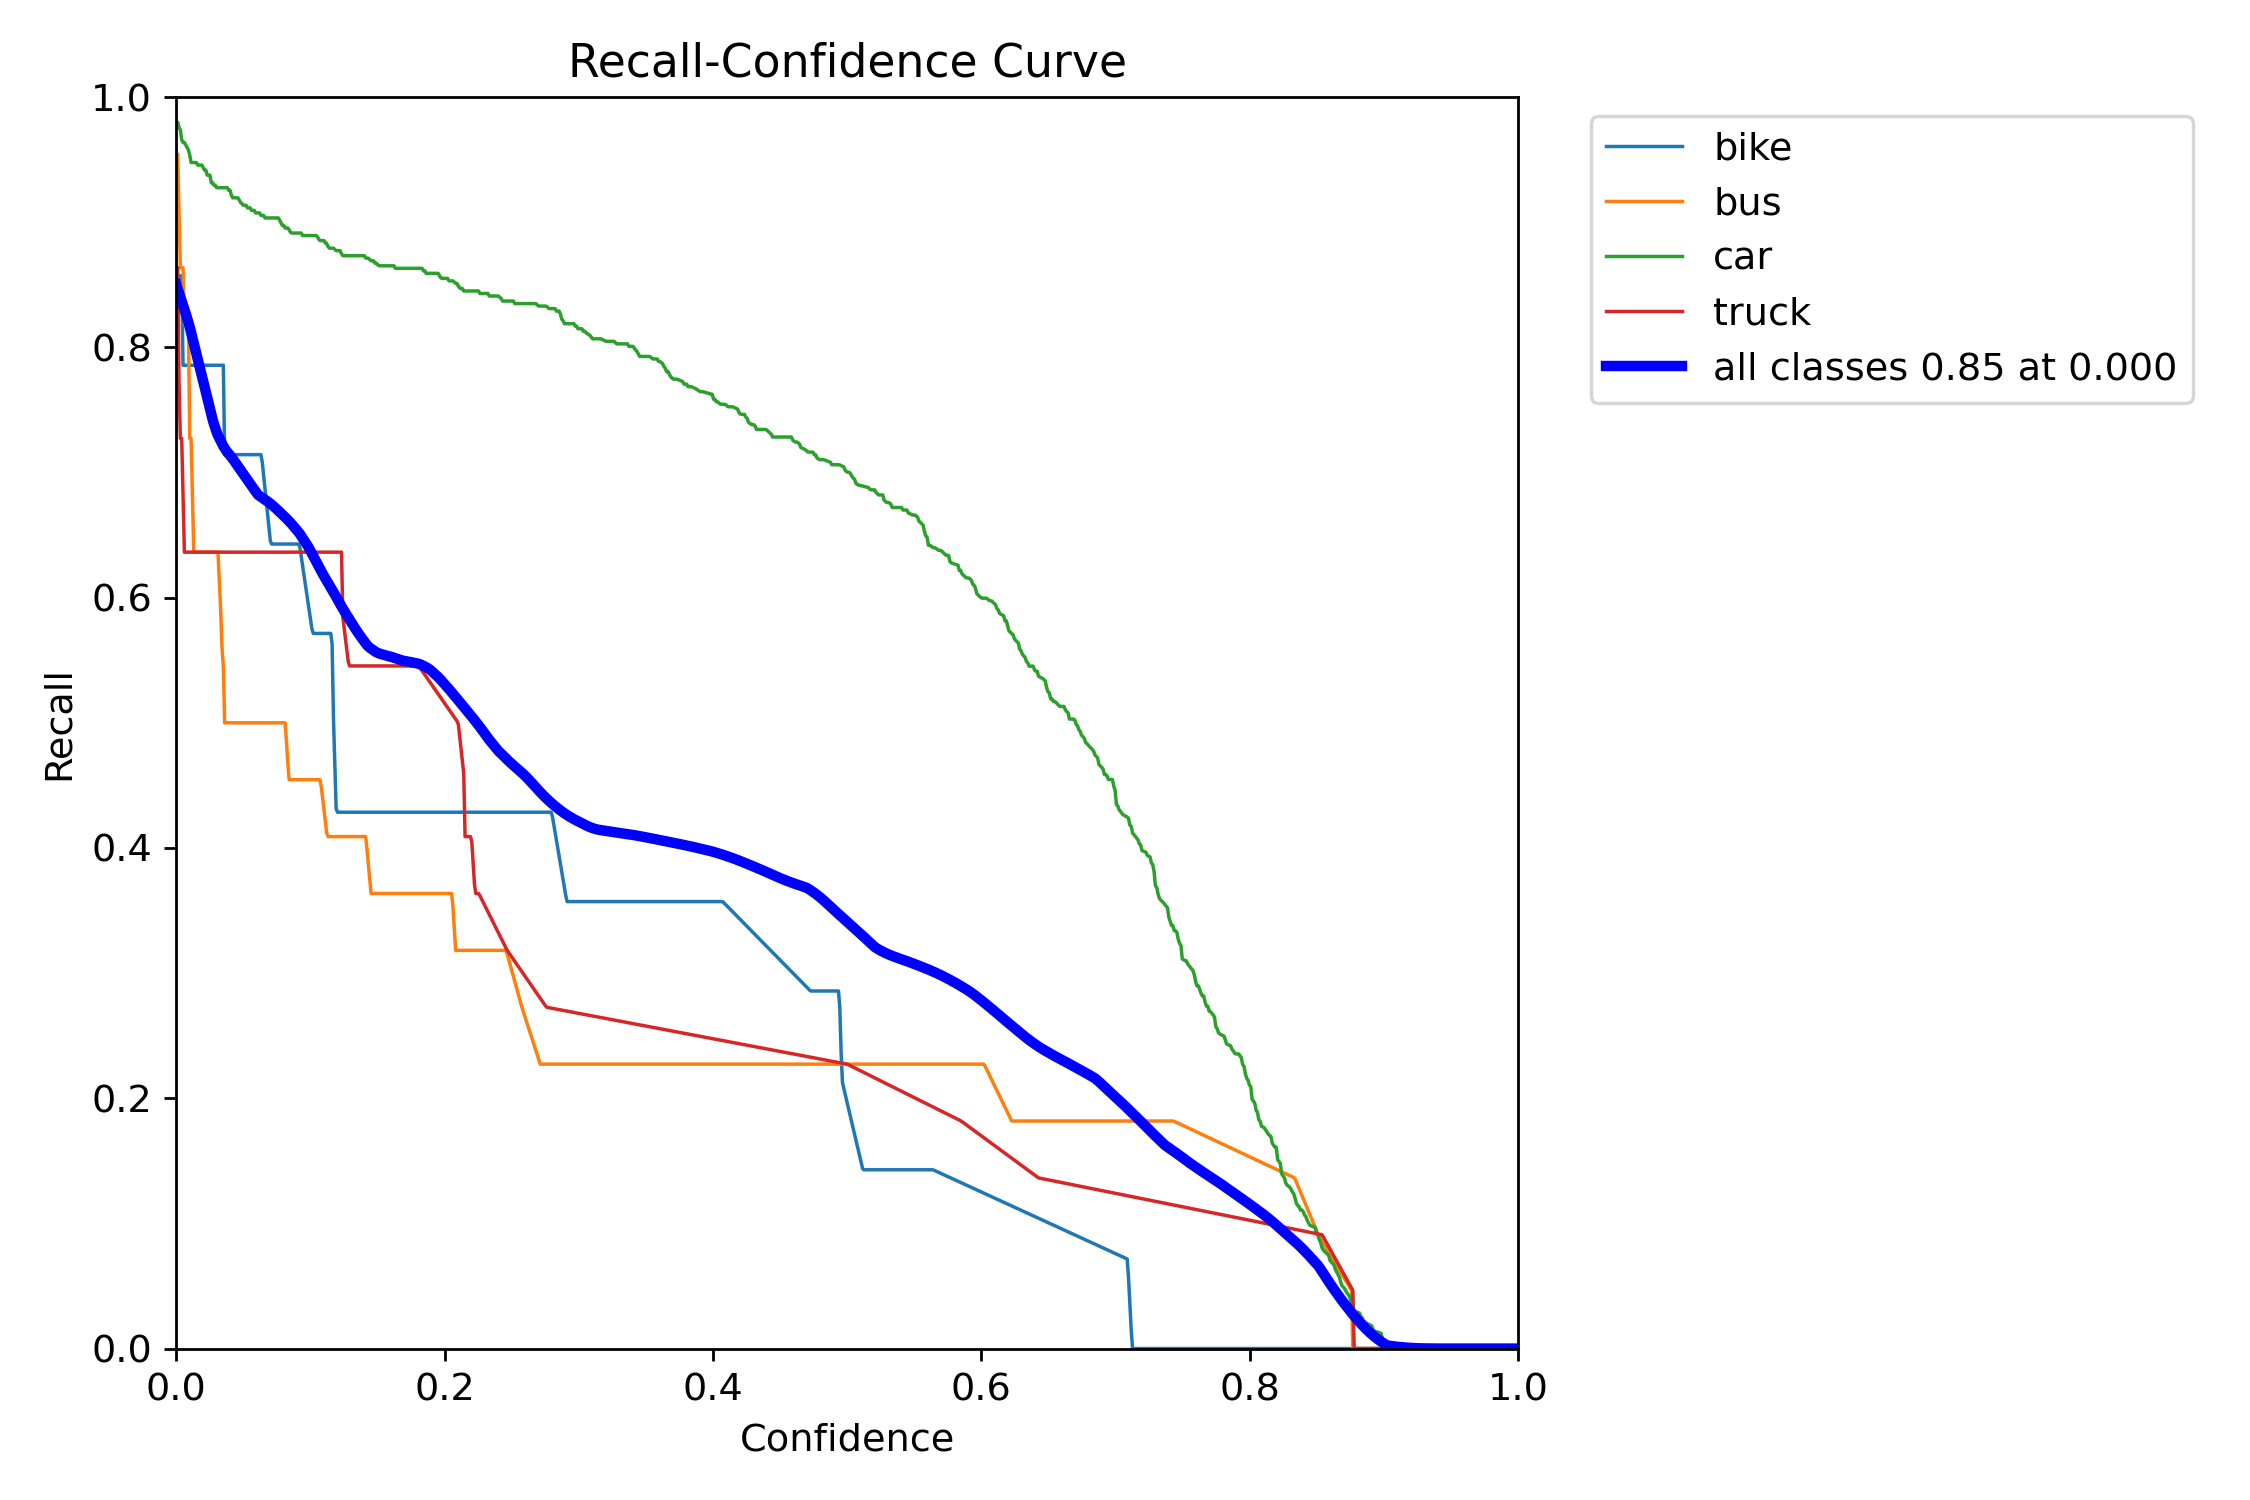 Recall-Confidence Curve
1.0
0.8
0.6
0.4
0.2
0.0
Recall
0.0 0.2 0.4 0.6 0.8 1.0
Confidence
bike
bus
car
truck
all classes 0.85 at 0.000